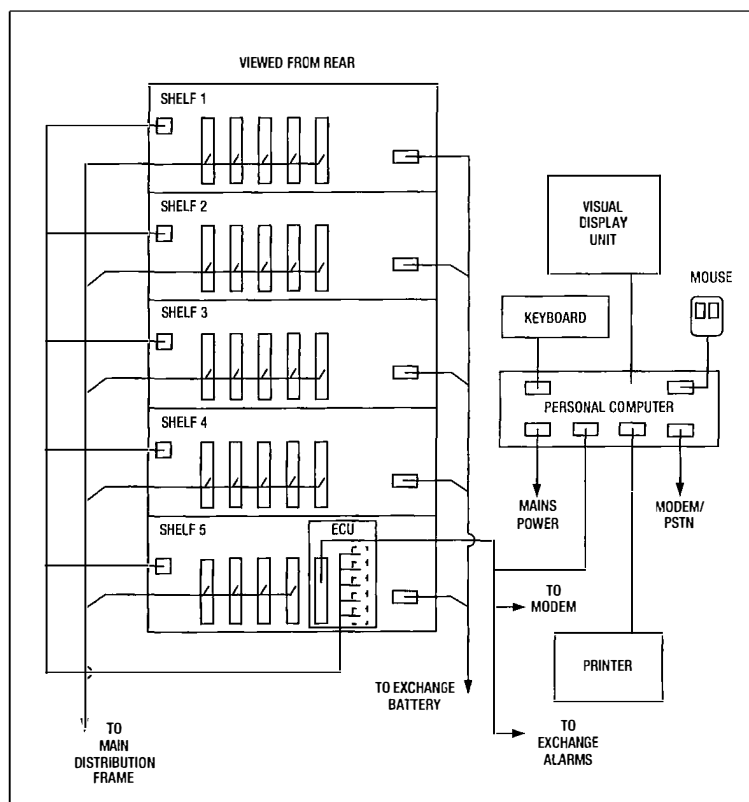 VIEWED FROM REAR
SHELF 1
SHELF 2
SHELF 3
SHELF 4
SHELF 5
ECU
VISUAL
DISPLAY
UNIT
MOUSE
KEYBOARD
PERSONAL COMPUTER
MAINS
POWER
MODEM/
PSTN
TO
MODEM
PRINTER
TO EXCHANGE
BATTERY
TO
EXCHANGE
ALARMS
TO
MAIN
DISTRIBUTION
FRAME